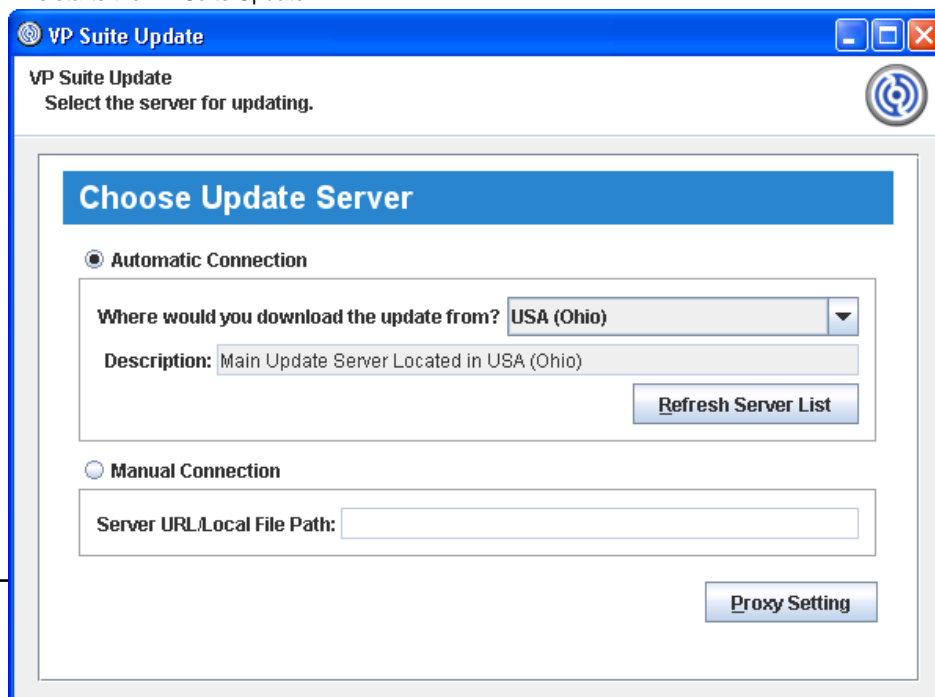 VP Suite Update
VP Suite Update
Select the server for updating.
Choose Update Server
Automatic Connection
Where would you download the update from? USA (Ohio)
Description: Main Update Server Located in USA (Ohio)
Refresh Server List
Manual Connection
Server URL/Local File Path:
Proxy Setting